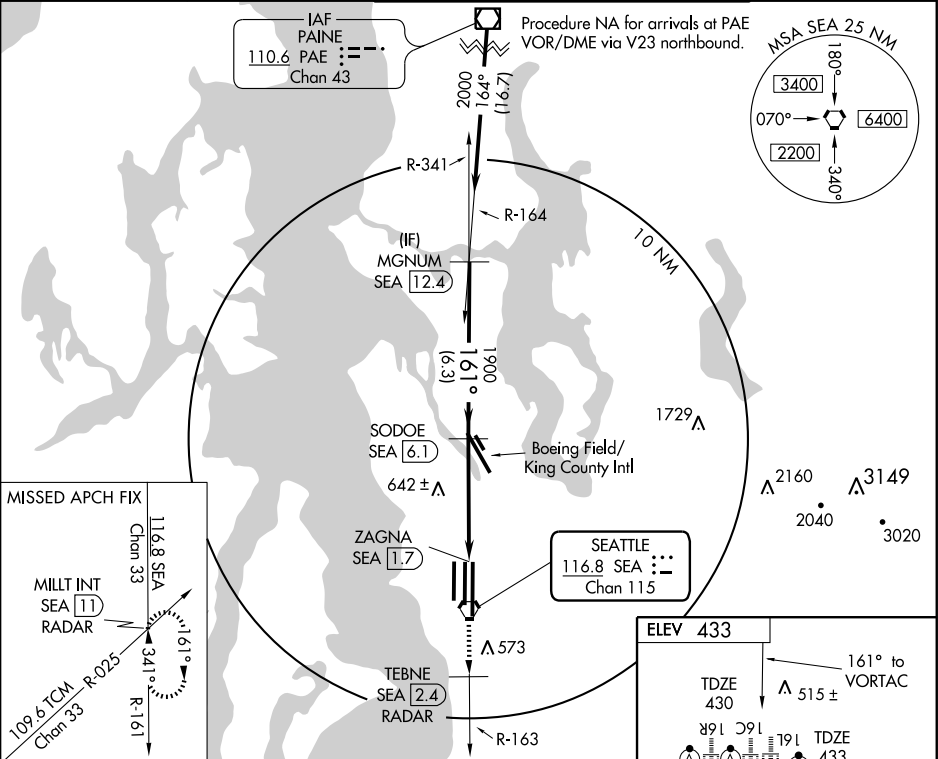 IAF
PAINE
110.6 PAE
Chan 43
Procedure NA for arrivals at PAE
VOR/DME via V23 northbound.
MSA SEA 25 NM
180°
3400
070°
6400
2200
340°
2000
164°
(16.7)
R-341
R-164
10 NM
(IF)
MGNUM
SEA 12.4
1900
161°
(6.3)
SODOE
SEA 6.1
Boeing Field/
King County Intl
1729
642 ±
2160
3149
2040
3020
ZAGNA
SEA 1.7
SEATTLE
116.8 SEA
Chan 115
573
TEBNE
SEA 2.4
RADAR
R-163
MISSED APCH FIX
116.8 SEA
Chan 33
MILLT INT
SEA 11
RADAR
161°
341°
R-025
109.6 TCM
Chan 33
R-161
ELEV 433
161° to
VORTAC
515 ±
TDZE
430
16R
16C
16L
TDZE
433
A
A